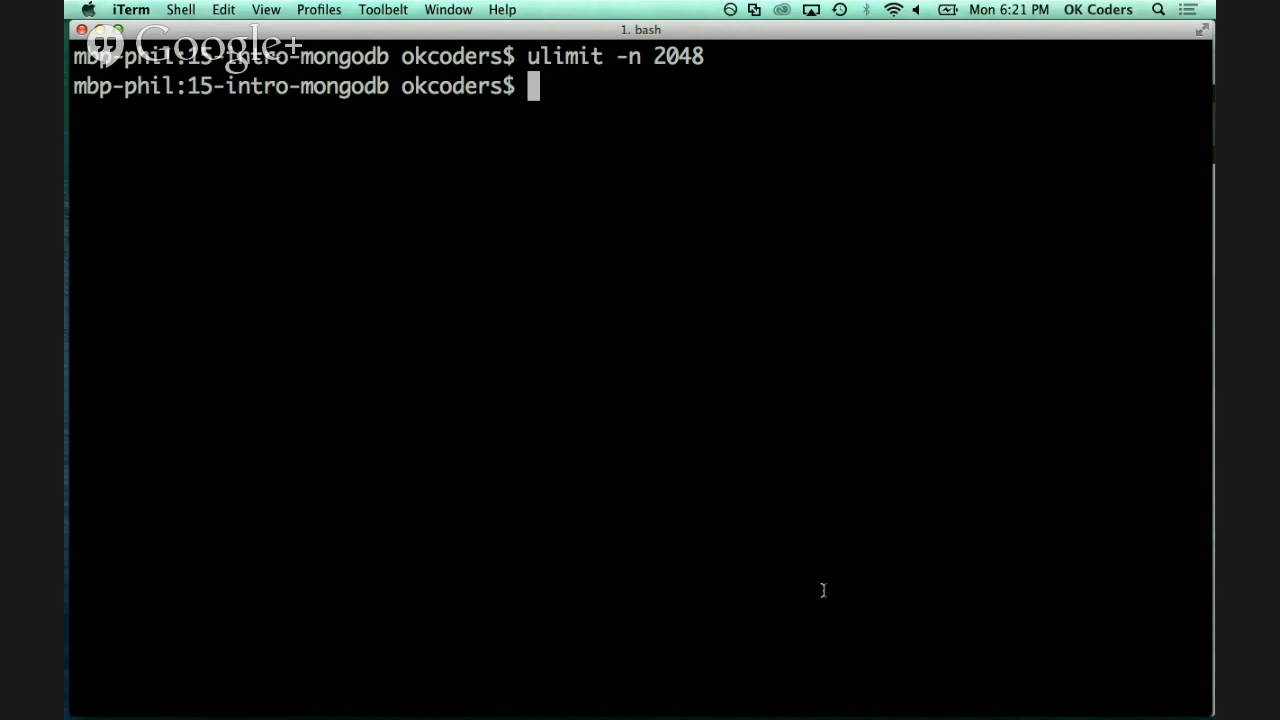 iTerm Shell Edit View Profiles Toolbelt Window Help Mon 6:21 PM OK Coders
1. bash
Google+
mbp-phil:15-intro-mongodb okcoders$ ulimit -n 2048
mbp-phil:15-intro-mongodb okcoders$